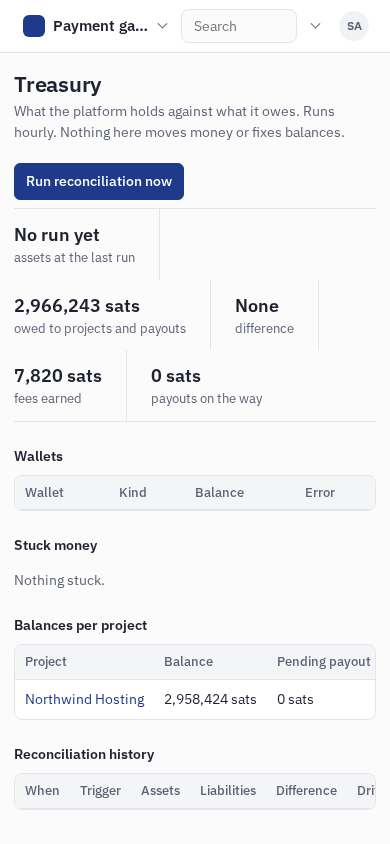 Payment ga... Search SA
Treasury
What the platform holds against what it owes. Runs
hourly. Nothing here moves money or fixes balances.
Run reconciliation now
No run yet
assets at the last run
2,966,243 sats None
owed to projects and payouts difference
7,820 sats 0 sats
fees earned payouts on the way
Wallets
Wallet Kind Balance Error
Stuck money
Nothing stuck.
Balances per project
Project Balance Pending payout
Northwind Hosting 2,958,424 sats 0 sats
Reconciliation history
When Trigger Assets Liabilities Difference